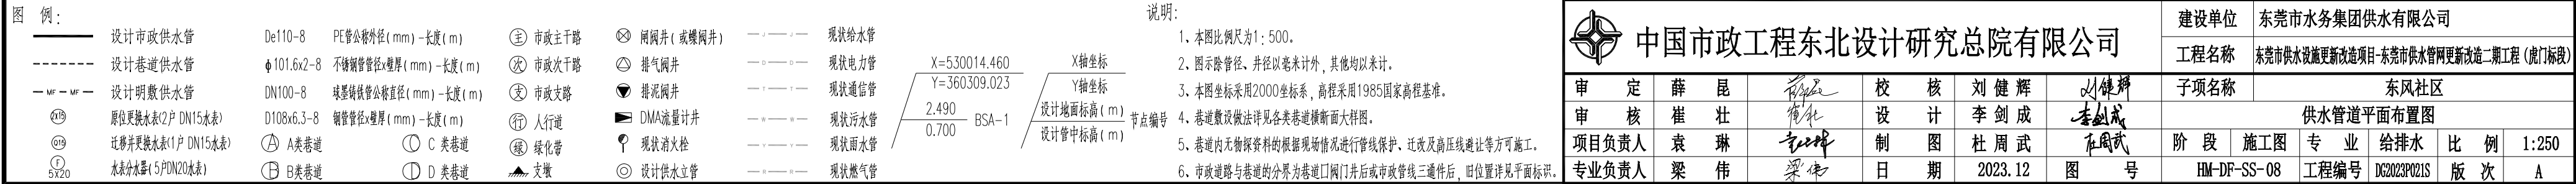 图 例:
设计市政供水管 De110-8 PE管公称外径(mm)-长度(m) 主 市政主干路 闸阀井(或蝶阀井) 现状给水管
设计巷道供水管 ϕ101.6x2-8 不锈钢管管径x壁厚(mm)-长度(m) 次 市政次干路 排气阀井 现状电力管
MF MF 设计明敷供水管 DN100-8 球墨铸铁管公称直径(mm)-长度(m) 支 市政支路 排泥阀井 现状通信管
2x15 原位更换水表(2户 DN15水表) D108x6.3-8 钢管管径x壁厚(mm)-长度(m) 行 人行道 DMA流量计井 现状污水管
Q15 迁移并更换水表(1户 DN15水表) A A类巷道 C C 类巷道 绿 绿化带 现状消火栓 现状雨水管
F 5x20 水表分水器(5户DN20水表) B B类巷道 D D 类巷道 支墩 设计供水立管 现状燃气管
X=530014.460 X轴坐标
Y=360309.023 Y轴坐标
2.490 设计地面标高(m)
BSA-1 节点编号
0.700 设计管中标高(m)
说明:
1、本图比例尺为1:500。
2、图示除管径、井径以毫米计外,其他均以米计。
3、本图坐标采用2000坐标系,高程采用1985国家高程基准。
4、巷道敷设做法详见各类巷道横断面大样图。
5、巷道内无物探资料的根据现场情况进行管线保护、迁改及高压线避让等方可施工。
6、市政道路与巷道的分界为巷道口阀门井后或市政管线三通件后,旧位置详见平面标识。
中国市政工程东北设计研究总院有限公司
建设单位 东莞市水务集团供水有限公司
工程名称 东莞市供水设施更新改造项目-东莞市供水管网更新改造二期工程(虎门标段)
审 定 薛 昆 校 核 刘健辉 刘健辉 子项名称 东风社区
审 核 崔 壮 崔壮 设 计 李剑成 李剑成 供水管道平面布置图
项目负责人 袁 琳 制 图 杜周武 杜周武 阶 段 施工图 专 业 给排水 比 例 1:250
专业负责人 梁 伟 梁伟 日 期 2023.12 图 号 HM-DF-SS-08 工程编号 DG2023P021S 版 次 A